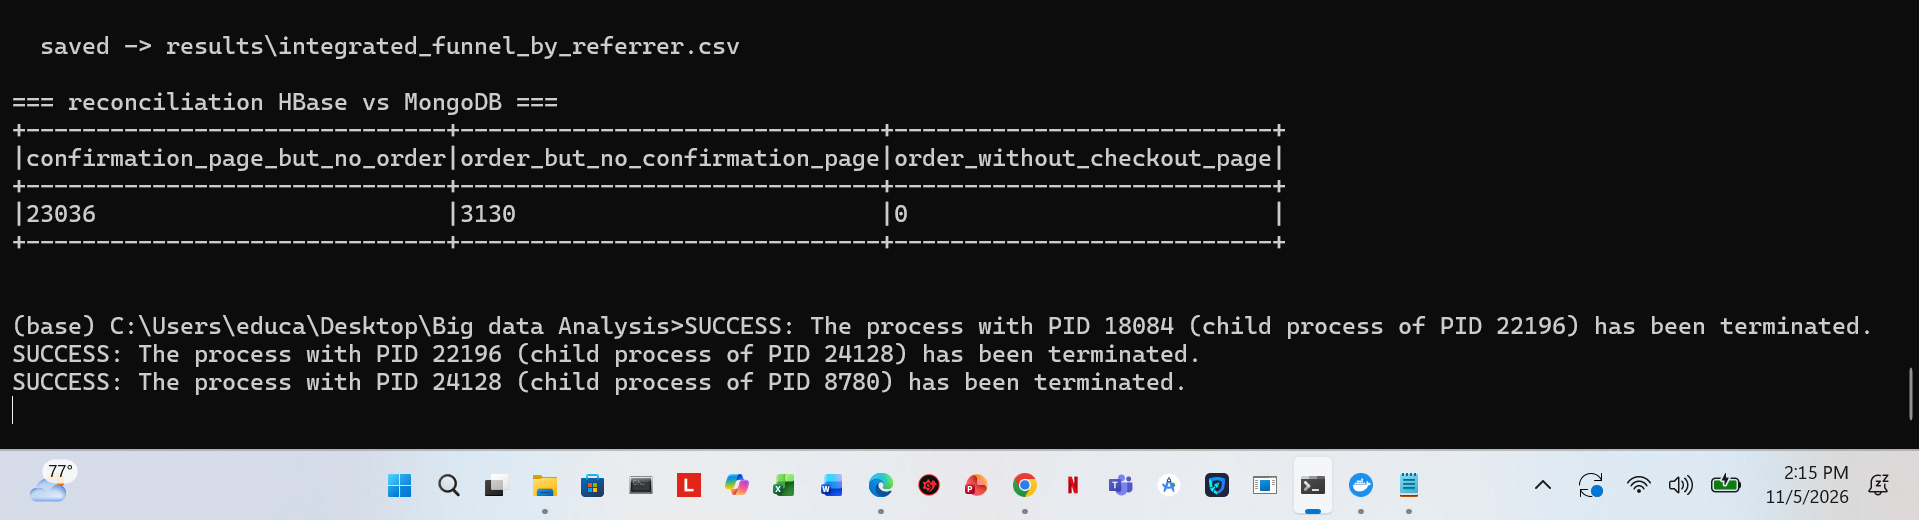 saved -> results\integrated_funnel_by_referrer.csv
=== reconciliation HBase vs MongoDB ===
+------------------------------+------------------------------+---------------------------+
|confirmation_page_but_no_order|order_but_no_confirmation_page|order_without_checkout_page|
+------------------------------+------------------------------+---------------------------+
|23036                         |3130                          |0                          |
+------------------------------+------------------------------+---------------------------+
(base) C:\Users\educa\Desktop\Big data Analysis>SUCCESS: The process with PID 18084 (child process of PID 22196) has been terminated.
SUCCESS: The process with PID 22196 (child process of PID 24128) has been terminated.
SUCCESS: The process with PID 24128 (child process of PID 8780) has been terminated.
77°
L
N
2:15 PM
11/5/2026